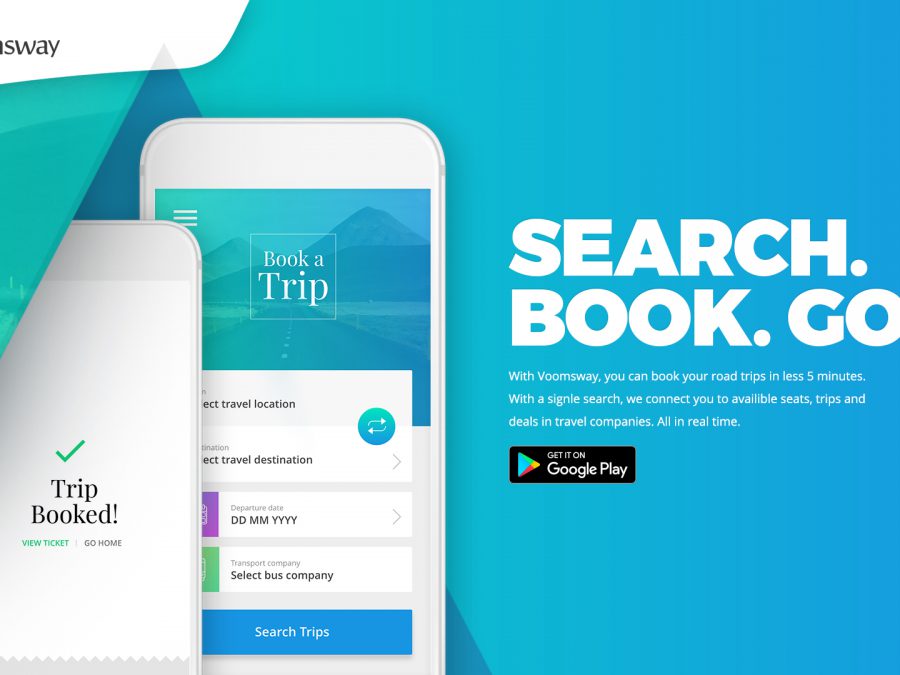 nsway
SEARCH.
BOOK. GO
With Voomsway, you can book your road trips in less 5 minutes.
With a signle search, we connect you to availible seats, trips and
deals in travel companies. All in real time.
GET IT ON
Google Play
Book a
Trip
ect travel location
tination
ect travel destination
Departure date
DD MM YYYY
Transport company
Select bus company
Search Trips
Trip
Booked!
VIEW TICKET | GO HOME